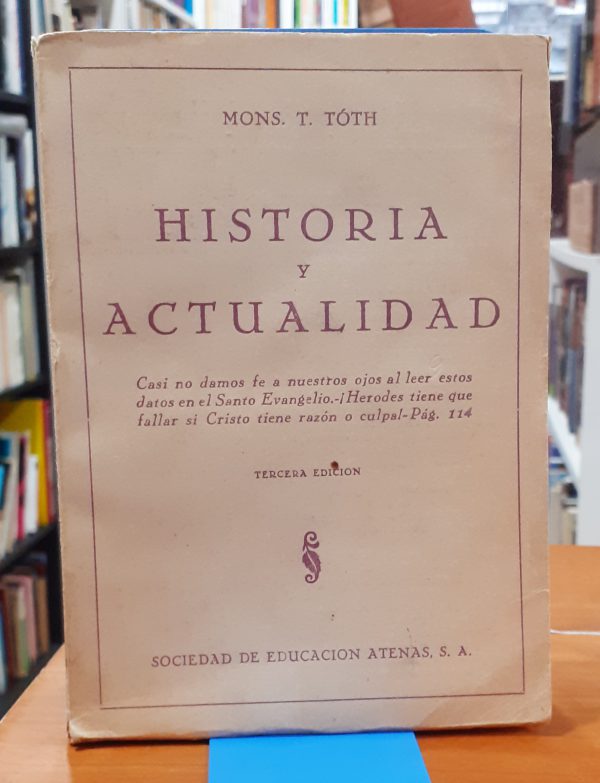 MONS. T. TÓTH
HISTORIA
Y
ACTUALIDAD
Casi no damos fe a nuestros ojos al leer estos
datos en el Santo Evangelio.-¡Herodes tiene que
fallar si Cristo tiene razón o culpa!-Pág. 114
TERCERA EDICION
SOCIEDAD DE EDUCACION ATENAS, S. A.